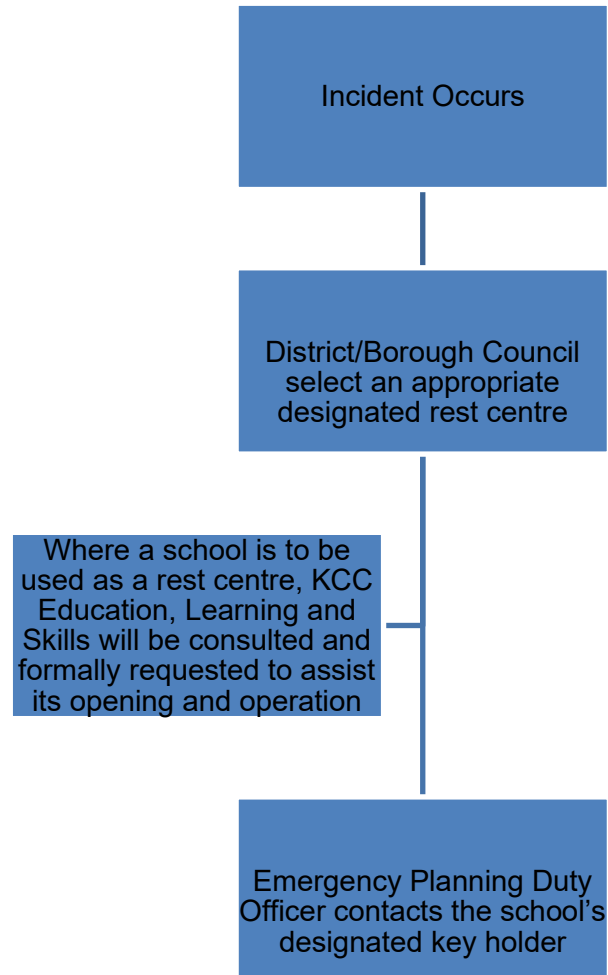 Incident Occurs
District/Borough Council
select an appropriate
designated rest centre
Where a school is to be
used as a rest centre, KCC
Education, Learning and
Skills will be consulted and
formally requested to assist
its opening and operation
Emergency Planning Duty
Officer contacts the school’s
designated key holder